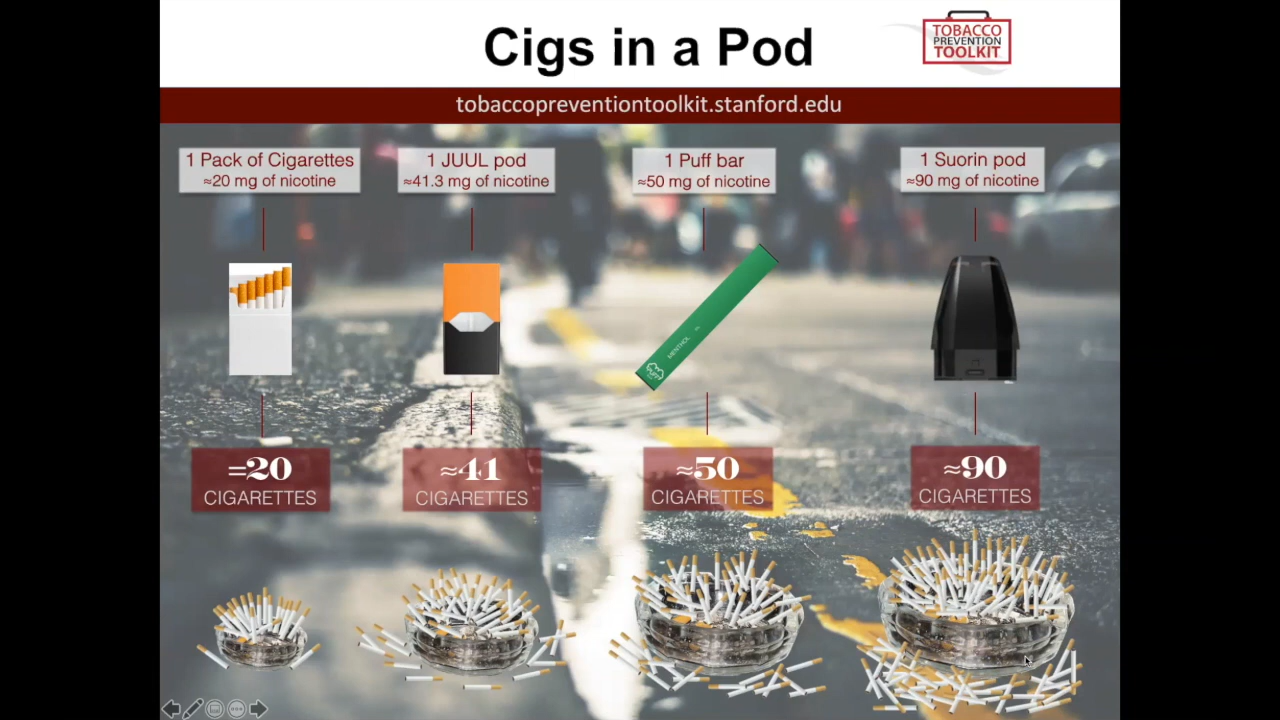 Cigs in a Pod
TOBACCO
PREVENTION
TOOLKIT
tobaccopreventiontoolkit.stanford.edu
1 Pack of Cigarettes
≈20 mg of nicotine
1 JUUL pod
≈41.3 mg of nicotine
1 Puff bar
≈50 mg of nicotine
1 Suorin pod
≈90 mg of nicotine
MENTHOL
=20
CIGARETTES
≈41
CIGARETTES
≈50
CIGARETTES
≈90
CIGARETTES